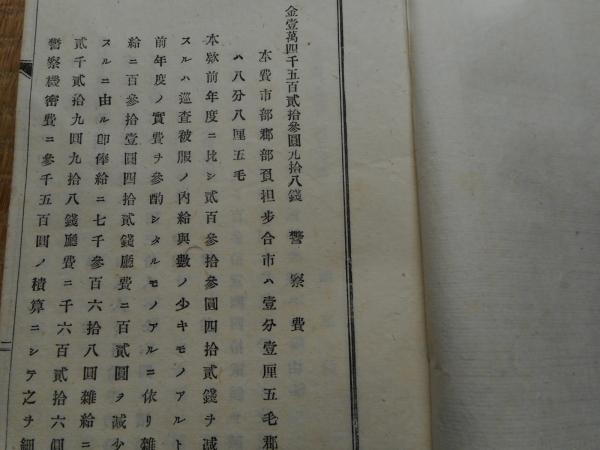 金壹萬四千五百貳拾參圓九拾八錢　警察費
本費市部郡部負担步合市ハ壹分壹厘五毛郡
ハ八分八厘五毛
本欵前年度ニ比シ貳百參拾參圓四拾貳錢ヲ减
スルハ巡査被服ノ內給與數ノ少キモノアルト
前年度ノ實費ヲ參酌シタルモノアルニ依リ雜
給ニ百參拾壹圓四拾貳錢廳費ニ百貳圓ヲ减少
スルニ由ル卽俸給ニ七千參百六拾八圓雜給ニ
貳千貳拾九圓九拾八錢廳費ニ千六百貳拾六圓
警察機密費ニ參千五百圓ノ積算ニシテ之ヲ細
二